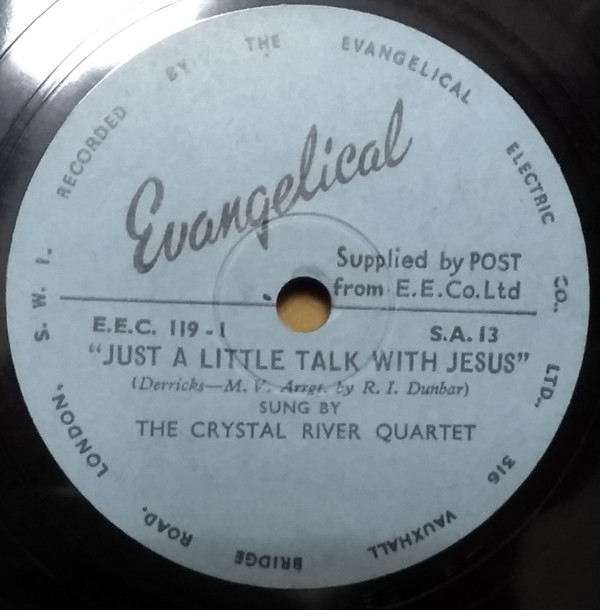 RECORDED BY THE EVANGELICAL ELECTRIC CO., LTD., 316 VAUXHALL BRIDGE ROAD, LONDON, S. W. 1.
Evangelical
Supplied by POST
from E.E.Co.Ltd
E.E.C. 119-1 S.A. 13
"JUST A LITTLE TALK WITH JESUS"
(Derricks—M. V. Arrgt. by R. I. Dunbar)
SUNG BY
THE CRYSTAL RIVER QUARTET